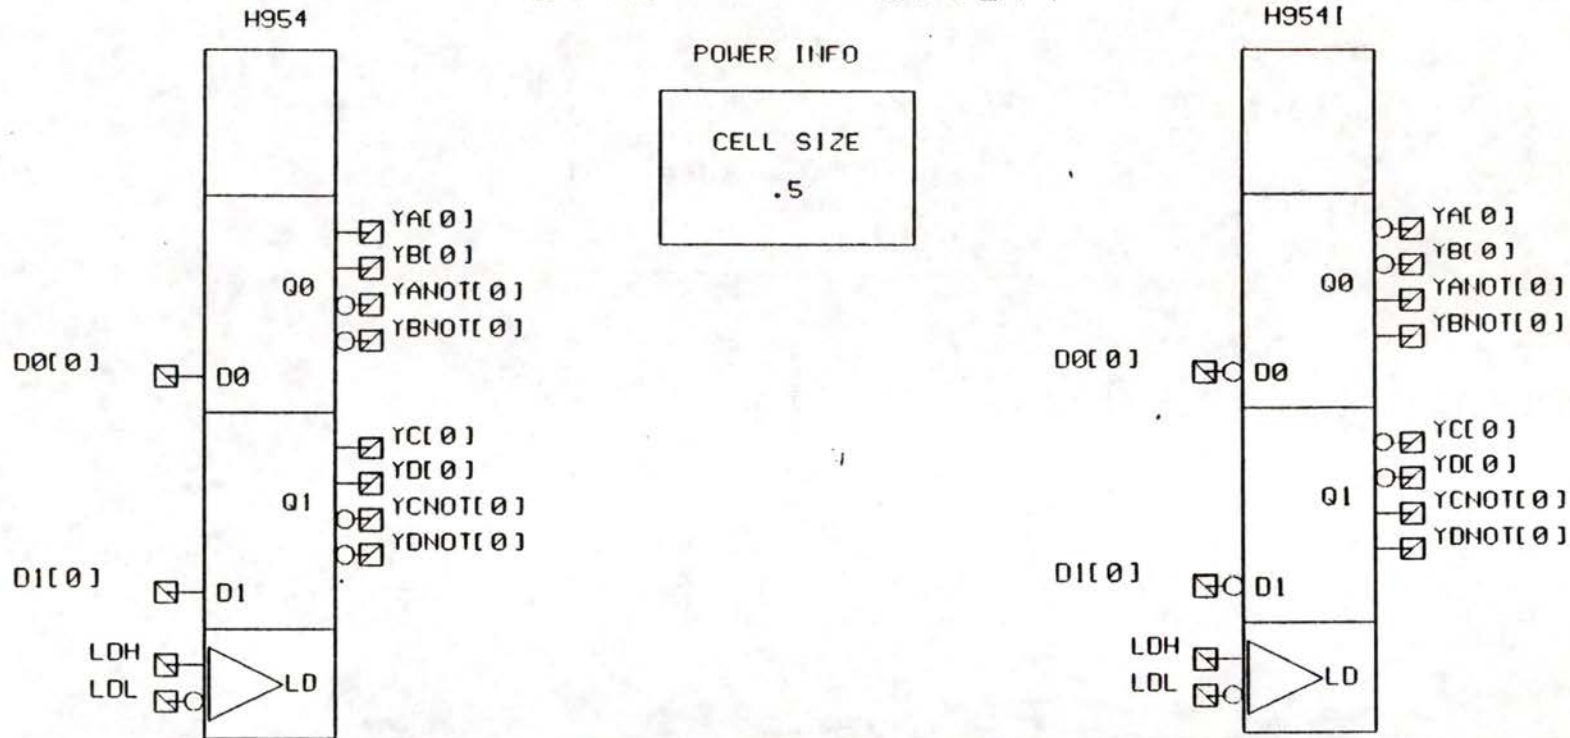 H954
POWER INFO
CELL SIZE
.5
YA[0]
YB[0]
Q0
YANOT[0]
YBNOT[0]
D0[0]
D0
YC[0]
YD[0]
Q1
YCNOT[0]
YDNOT[0]
D1[0]
D1
LDH
LDL
LD
H954I
YA[0]
YB[0]
Q0
YANOT[0]
YBNOT[0]
D0[0]
D0
YC[0]
YD[0]
Q1
YCNOT[0]
YDNOT[0]
D1[0]
D1
LDH
LDL
LD